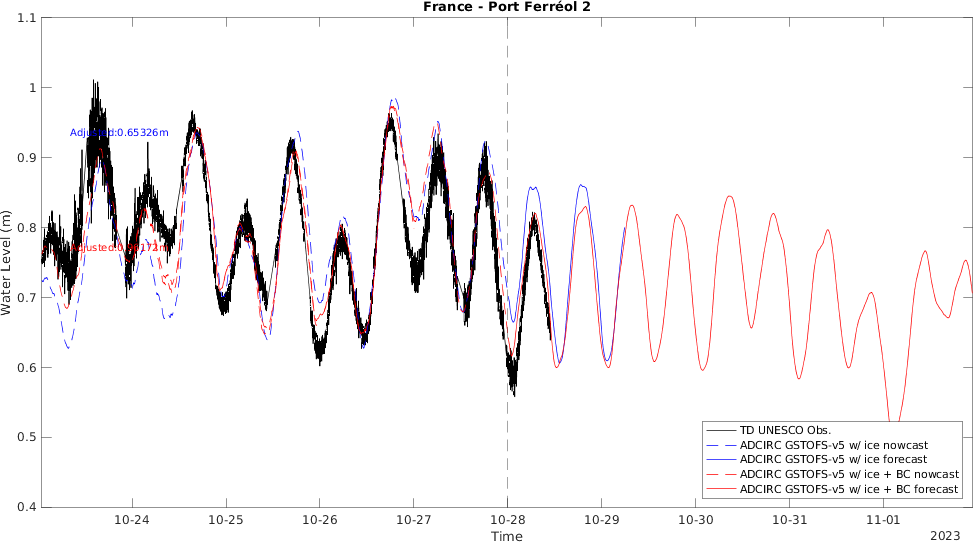 France - Port Ferréol 2
1.1
1
0.9
0.8
0.7
0.6
0.5
0.4
Water Level (m)
Adjusted:0.65326m
TD UNESCO Obs.
ADCIRC GSTOFS-v5 w/ ice nowcast
ADCIRC GSTOFS-v5 w/ ice forecast
ADCIRC GSTOFS-v5 w/ ice + BC nowcast
ADCIRC GSTOFS-v5 w/ ice + BC forecast
10-24 10-25 10-26 10-27 10-28 10-29 10-30 10-31 11-01
Time
2023